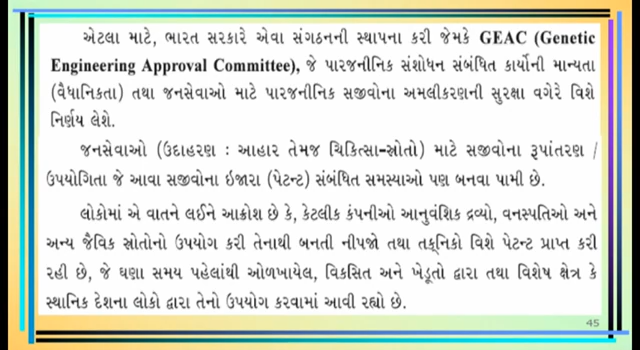 એટલા માટે, ભારત સરકારે એવા સંગઠનની સ્થાપના કરી જેમકે GEAC (Genetic
Engineering Approval Committee), જે પારજનીનિક સંશોધન સંબંધિત કાર્યોની માન્યતા
(વૈધાનિકતા) તથા જનસેવાઓ માટે પારજનીનિક સજીવોના અમલીકરણની સુરક્ષા વગેરે વિશે
નિર્ણય લેશે.
જનસેવાઓ (ઉદાહરણ : આહાર તેમજ ચિકિત્સા-સ્રોતો) માટે સજીવોના રૂપાંતરણ /
ઉપયોગિતા જે આવા સજીવોના ઇજારા (પેટન્ટ) સંબંધિત સમસ્યાઓ પણ બનવા પામી છે.
લોકોમાં એ વાતને લઈને આક્રોશ છે કે, કેટલીક કંપનીઓ આનુવંશિક દ્રવ્યો, વનસ્પતિઓ અને
અન્ય જૈવિક સ્રોતોનો ઉપયોગ કરી તેનાથી બનતી નીપજો તથા તક્નિકો વિશે પેટન્ટ પ્રાપ્ત કરી
રહી છે, જે ઘણા સમય પહેલાંથી ઓળખાયેલ, વિકસિત અને ખેડૂતો દ્વારા તથા વિશેષ ક્ષેત્ર કે
સ્થાનિક દેશના લોકો દ્વારા તેનો ઉપયોગ કરવામાં આવી રહ્યો છે.
45